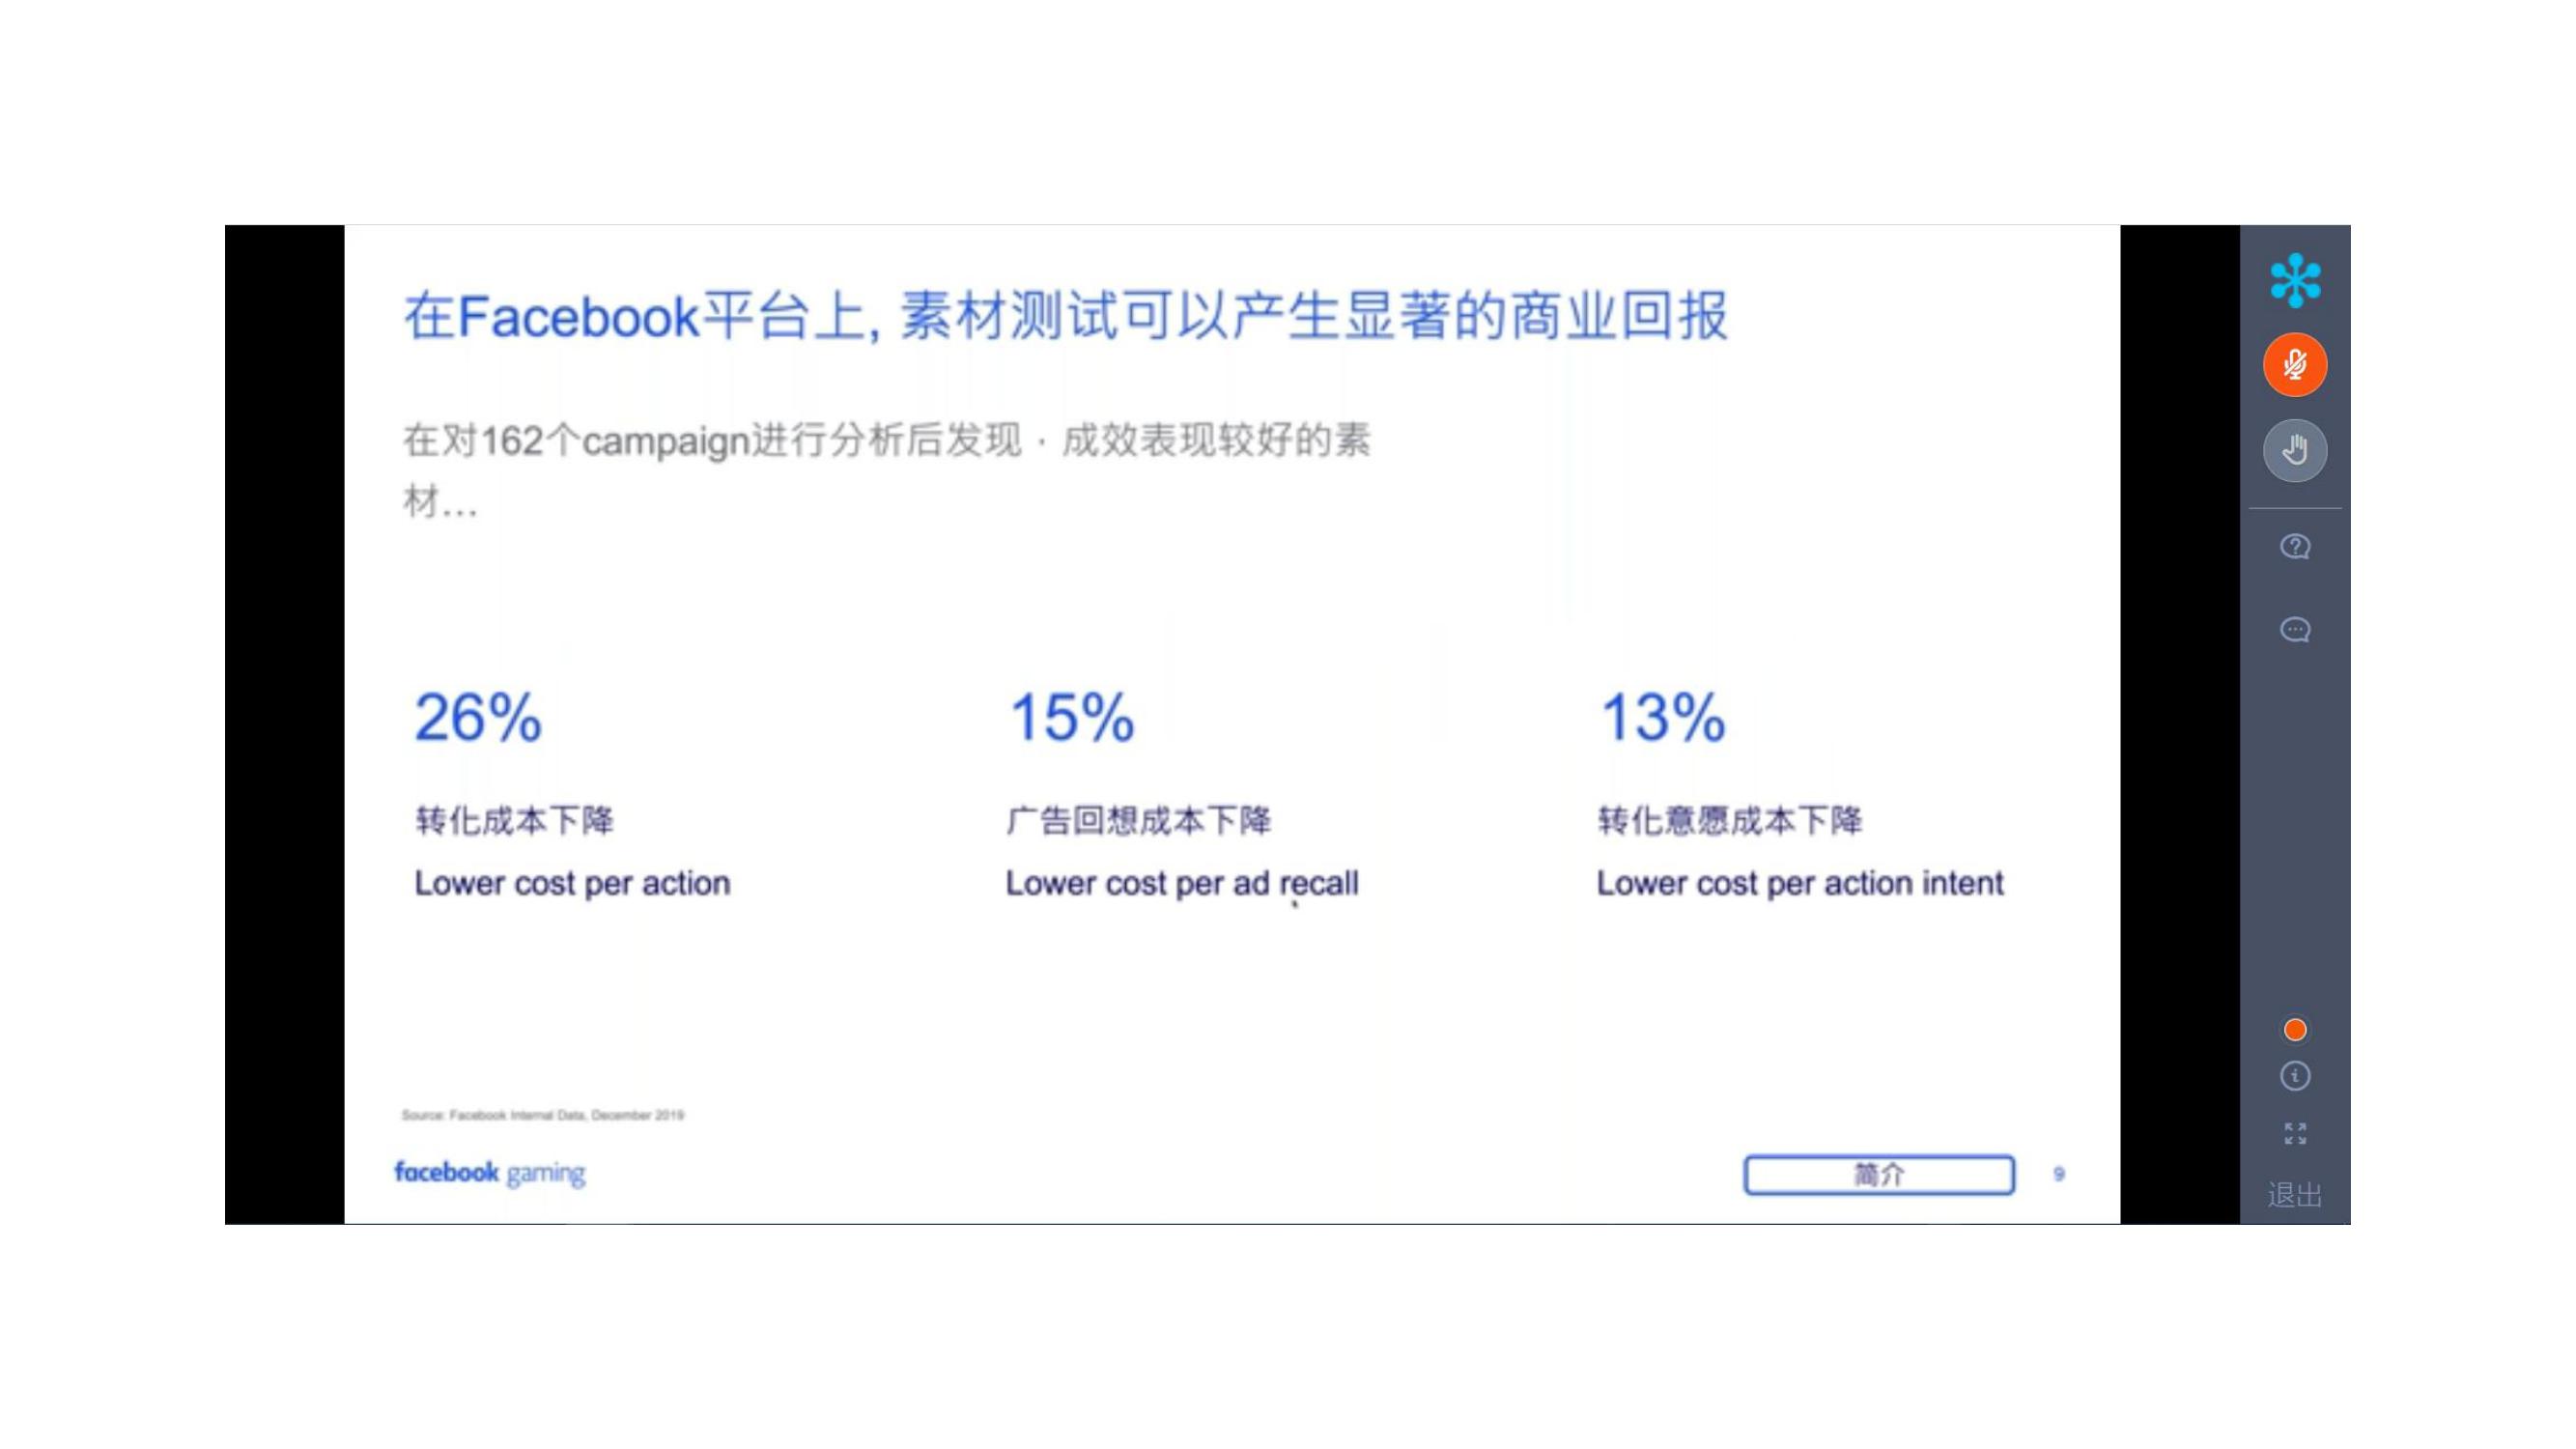 在Facebook平台上, 素材测试可以产生显著的商业回报
在对162个campaign进行分析后发现，成效表现较好的素
材...
26%
15%
13%
转化成本下降
广告回想成本下降
转化意愿成本下降
Lower cost per action
Lower cost per ad recall
Lower cost per action intent
Source: Facebook Internal Data, December 2019
facebook gaming
简介
9
退出